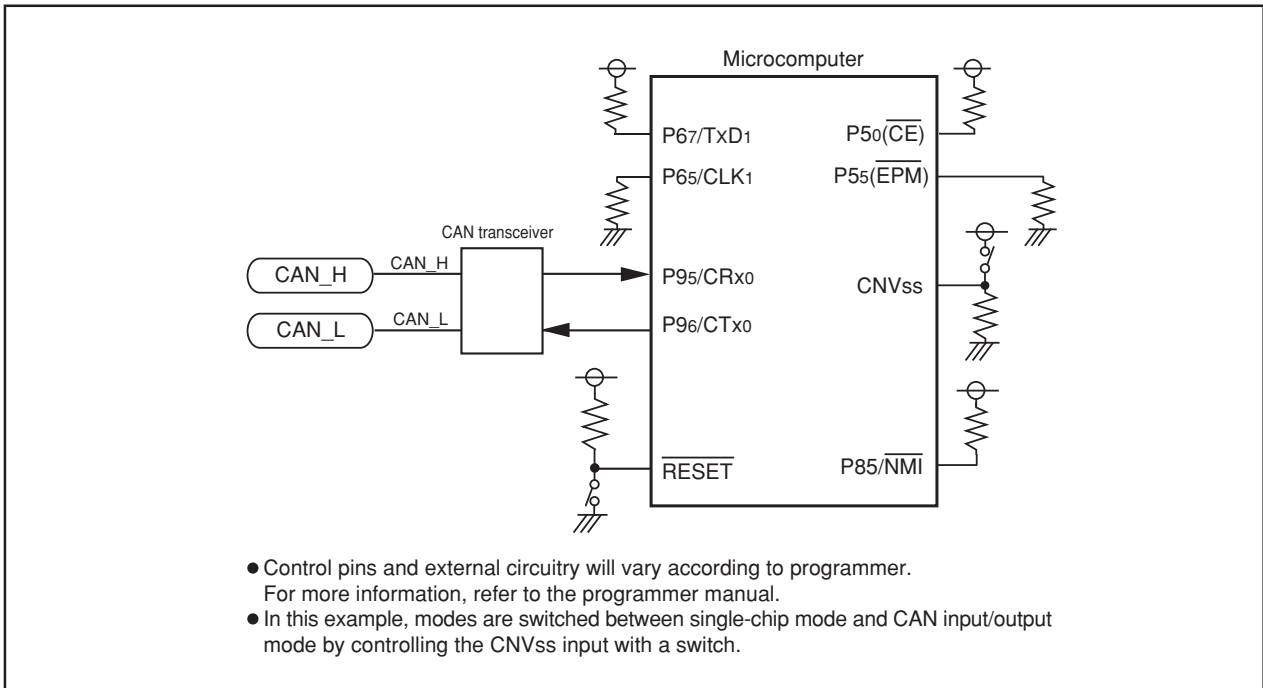 Microcomputer
P67/TxD1
P50(CE)
P65/CLK1
P55(EPM)
CAN transceiver
CAN_H
CAN_H
P95/CRx0
CNVss
CAN_L
CAN_L
P96/CTx0
RESET
P85/NMI
● Control pins and external circuitry will vary according to programmer.
For more information, refer to the programmer manual.
● In this example, modes are switched between single-chip mode and CAN input/output
mode by controlling the CNVss input with a switch.